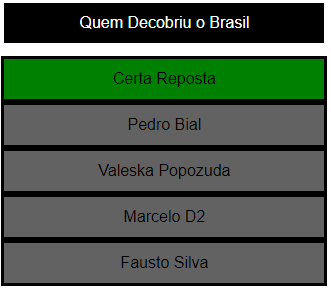 Quem Decobriu o Brasil
Certa Reposta
Pedro Bial
Valeska Popozuda
Marcelo D2
Fausto Silva